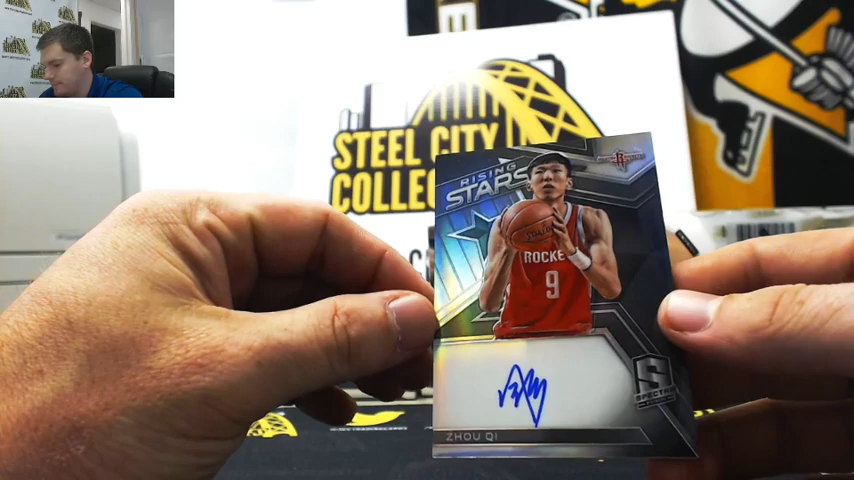 STEEL CITY
COLLEC
RISING
STARS
ROCKE
9
ZHOU QI
SPECTRA